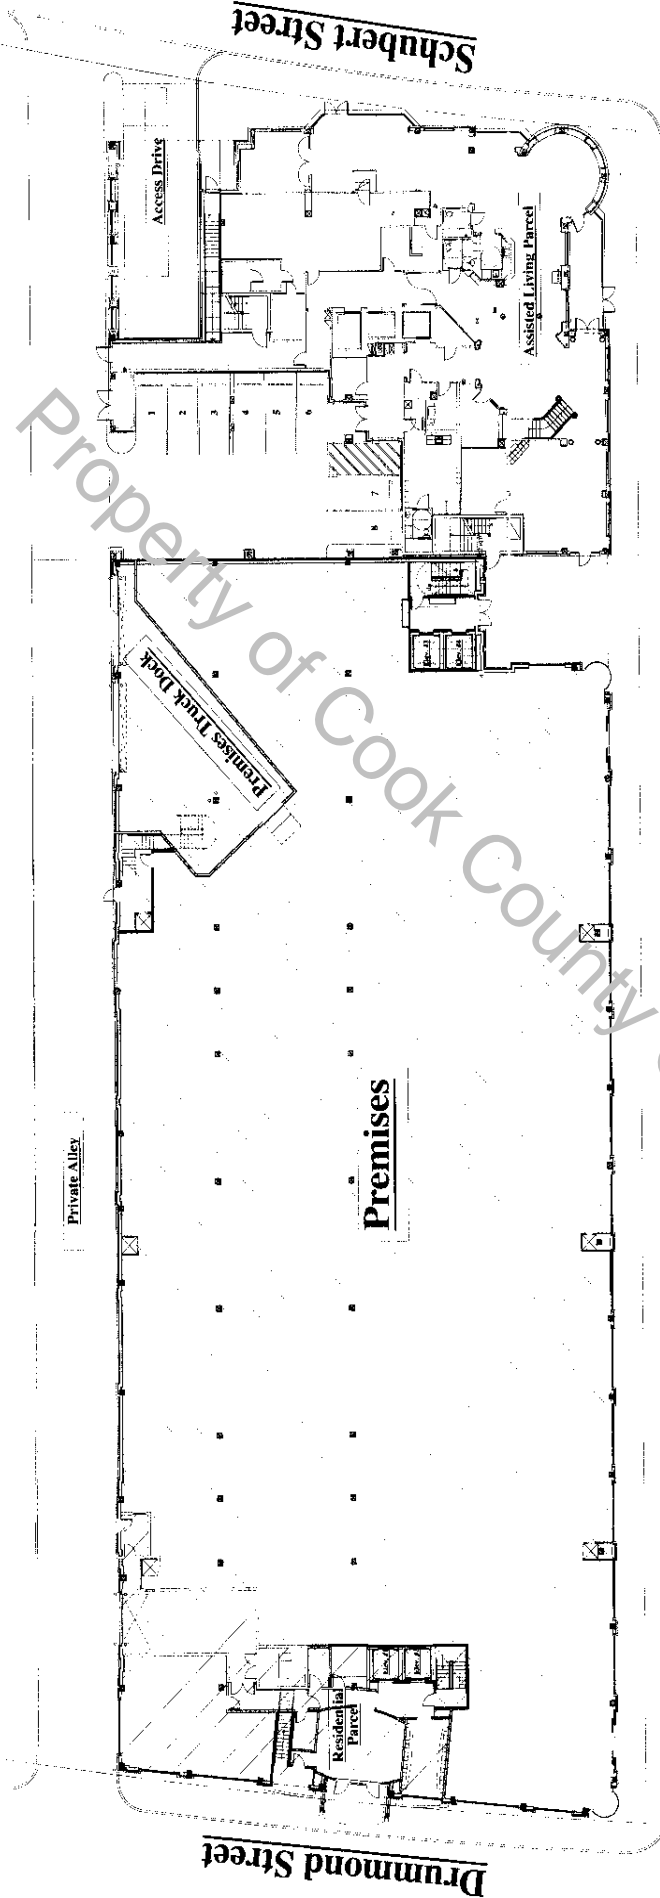 Schubert Street
Access Drive
Assisted Living Parcel
1
2
3
4
5
6
7
8
Premises Truck Dock
Property of Cook County
Private Alley
Premises
Residential
Parcel
Drummond Street